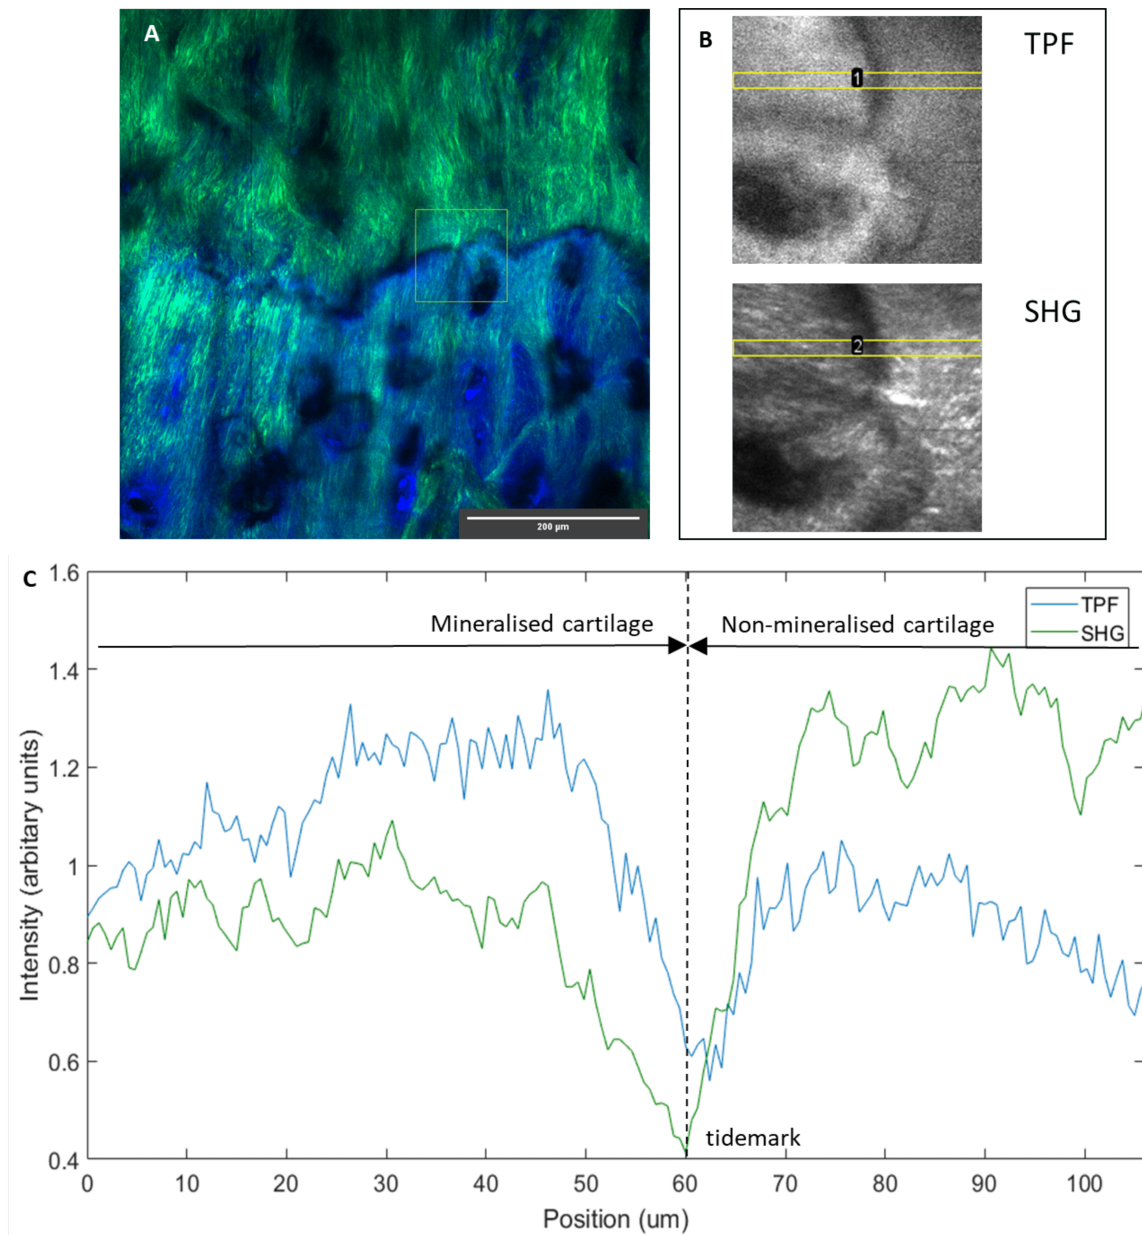 A
200 µm
B
TPF
1
SHG
2
C
1.6
1.4
1.2
1
0.8
0.6
0.4
Intensity (arbitary units)
Mineralised cartilage
Non-mineralised cartilage
TPF
SHG
tidemark
0 10 20 30 40 50 60 70 80 90 100
Position (um)